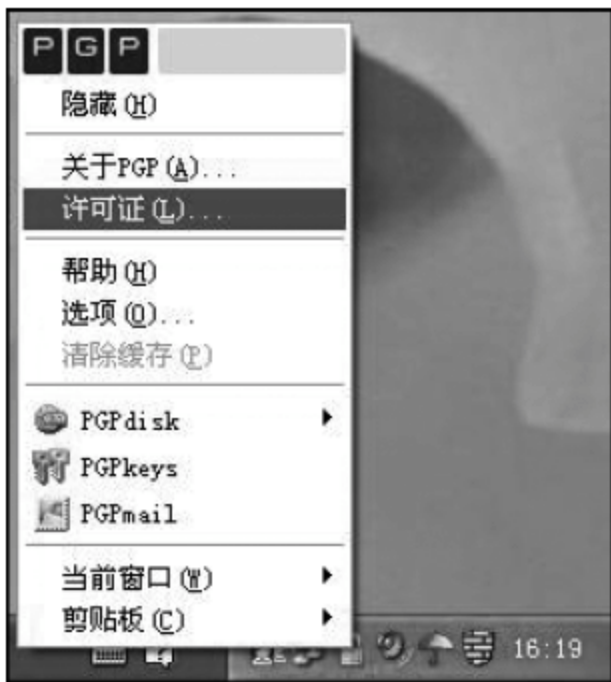 PGP
隐藏(H)
关于PGP(A)...
许可证(L)...
帮助(H)
选项(O)...
清除缓存(P)
PGPdisk
PGPkeys
PGPmail
当前窗口(W)
剪贴板(C)
16:19